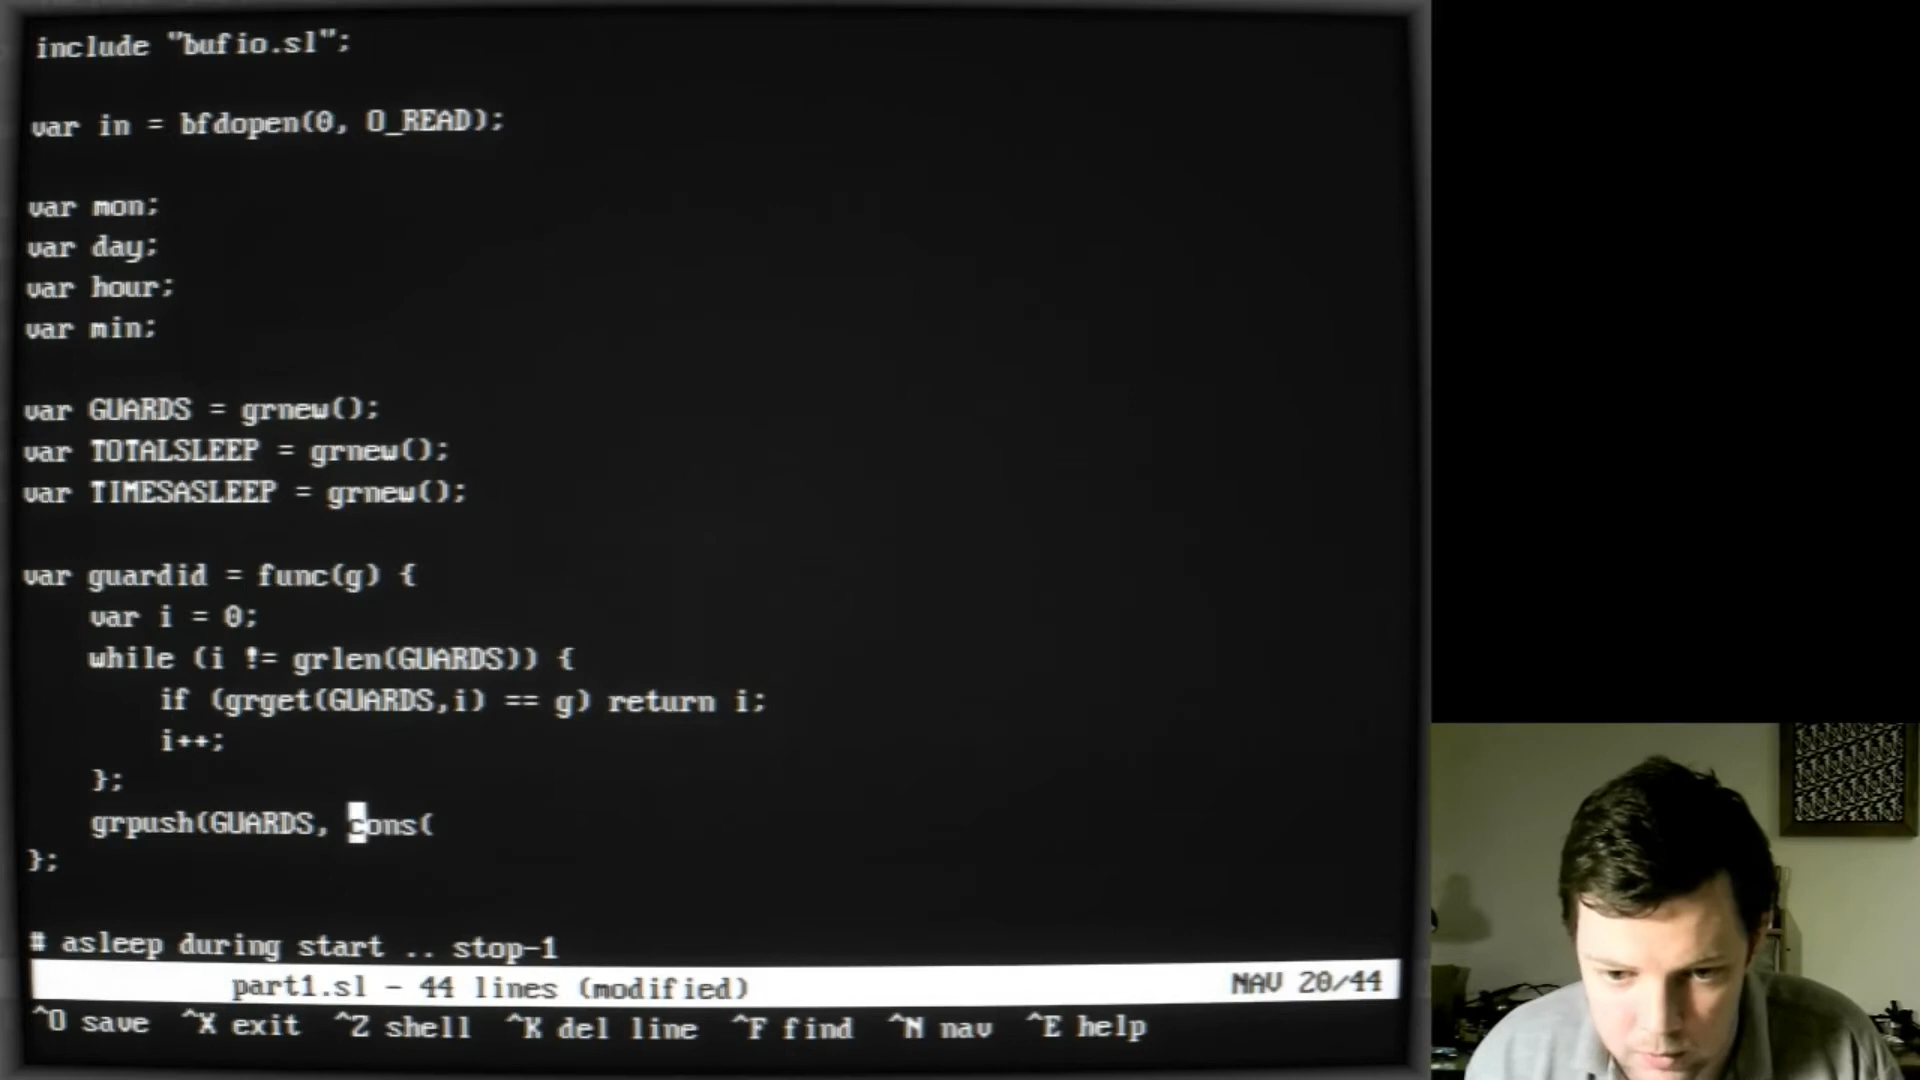 include "bufio.sl";
var in = bfdopen(0, O_READ);
var mon;
var day;
var hour;
var min;
var GUARDS = grnew();
var TOTALSLEEP = grnew();
var TIMESASLEEP = grnew();
var guardid = func(g) {
var i = 0;
while (i != grlen(GUARDS)) {
if (grget(GUARDS,i) == g) return i;
i++;
};
grpush(GUARDS, cons(
};
# asleep during start .. stop-1
part1.sl - 44 lines (modified) NAV 20/44
^O save ^X exit ^Z shell ^K del line ^F find ^N nav ^E help